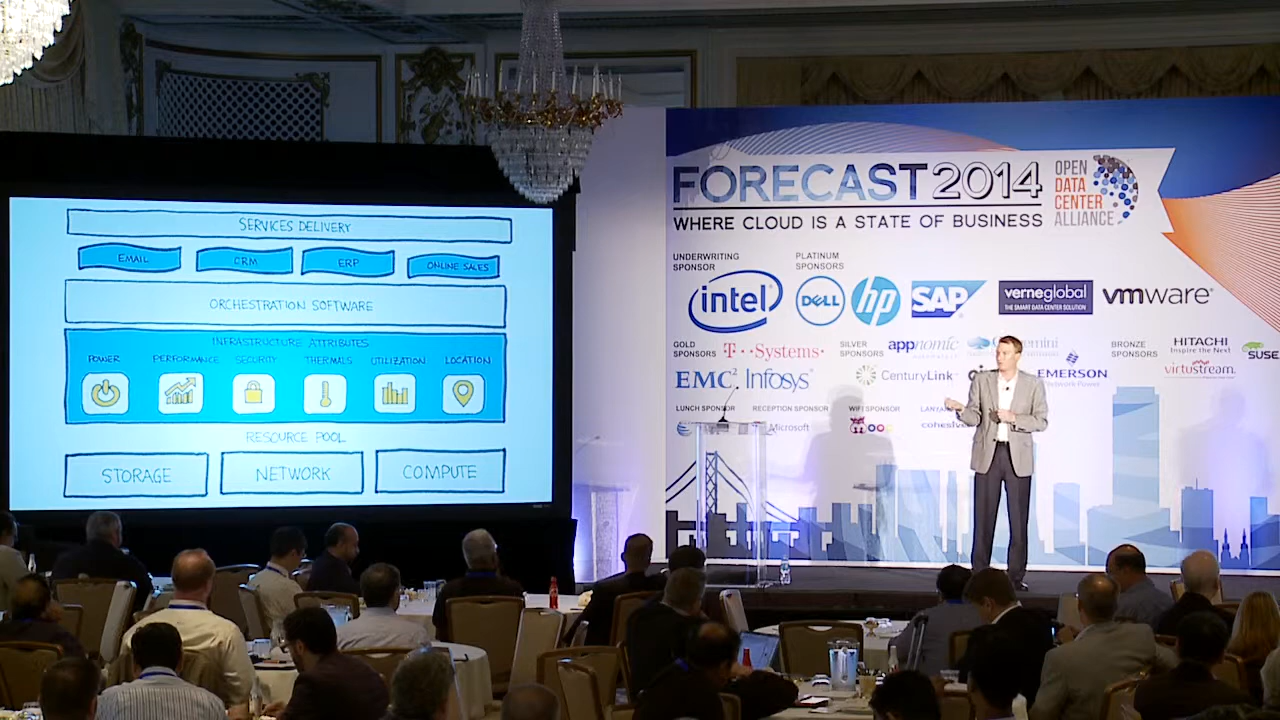 SERVICES DELIVERY
EMAIL
CRM
ERP
ONLINE SALES
ORCHESTRATION SOFTWARE
INFRASTRUCTURE ATTRIBUTES
POWER
PERFORMANCE
SECURITY
THERMALS
UTILIZATION
LOCATION
RESOURCE POOL
STORAGE
NETWORK
COMPUTE
FORECAST 2014
WHERE CLOUD IS A STATE OF BUSINESS
OPEN
DATA
CENTER
ALLIANCE
UNDERWRITING
SPONSOR
PLATINUM
SPONSORS
intel
DELL
hp
SAP
verneglobal
THE SMART DATA CENTER SOLUTION
vmware
GOLD
SPONSORS
T · · Systems ·
EMC²
Infosys
SILVER
SPONSORS
appnomic
CenturyLink
EMERSON
Network Power
BRONZE
SPONSORS
HITACHI
Inspire the Next
virtustream.
SUSE
LUNCH SPONSOR
RECEPTION SPONSOR
Microsoft
WIFI SPONSOR